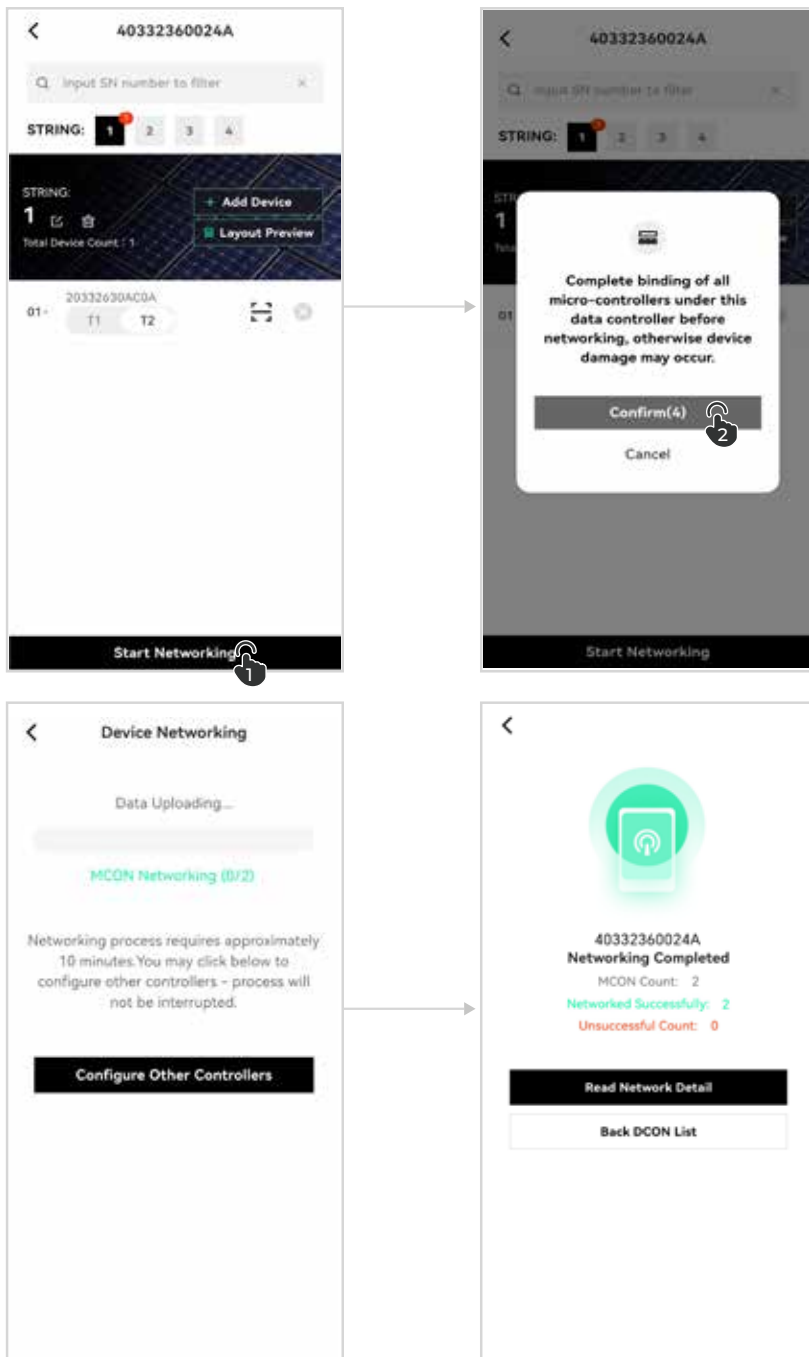 40332360024A
Input SN number to filter
STRING: 1 2 3 4
STRING:
1
+ Add Device
Total Device Count : 1
Layout Preview
20332630AC0A
01-
T1 T2
Start Networking
1
40332360024A
Input SN number to filter
STRING: 1 2 3 4
1
01
Complete binding of all
micro-controllers under this
data controller before
networking, otherwise device
damage may occur.
Confirm(4)
2
Cancel
Start Networking
Device Networking
Data Uploading...
MCON Networking (0/2)
Networking process requires approximately
10 minutes.You may click below to
configure other controllers - process will
not be interrupted.
Configure Other Controllers
40332360024A
Networking Completed
MCON Count: 2
Networked Successfully: 2
Unsuccessful Count: 0
Read Network Detail
Back DCON List